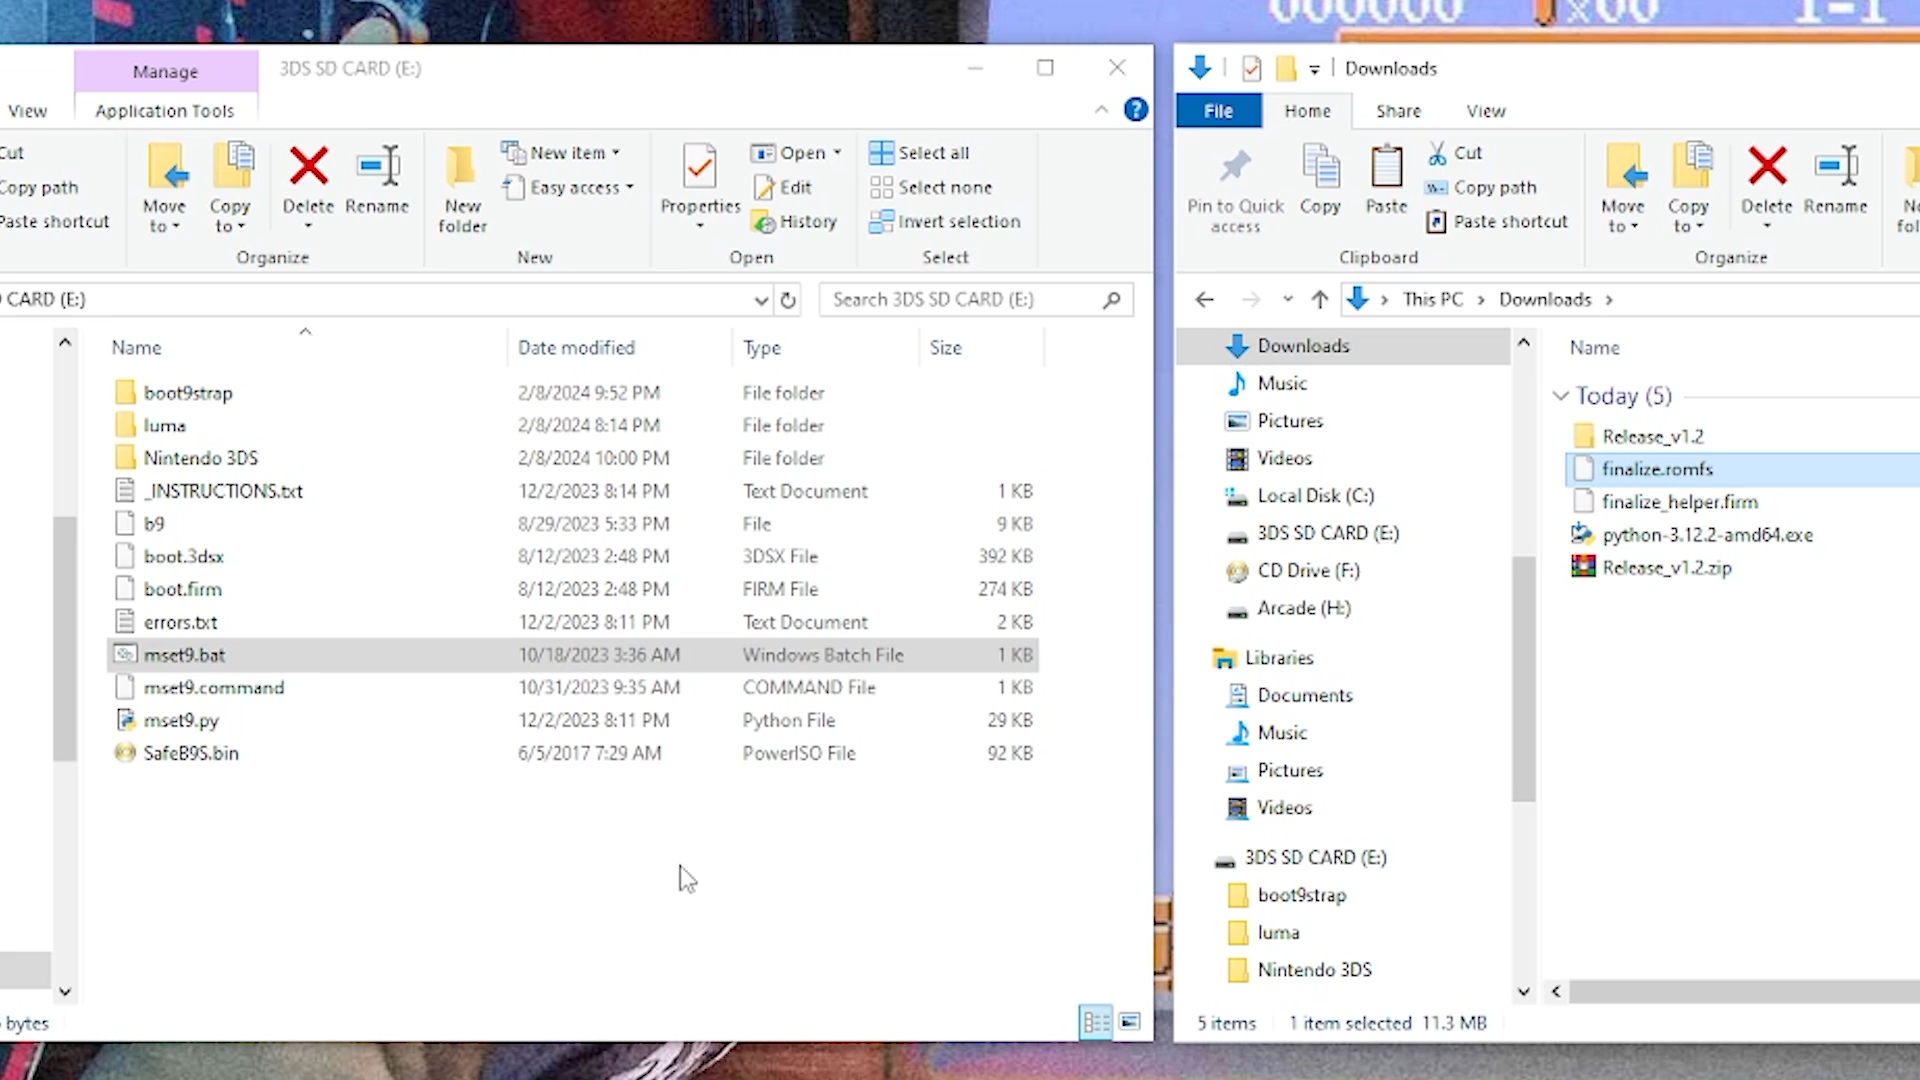 000000 x00 1-1
Manage
3DS SD CARD (E:)
View
Application Tools
Cut
Copy path
Paste shortcut
Move to
Copy to
Delete
Rename
Organize
New folder
New item
Easy access
New
Properties
Open
Edit
History
Open
Select all
Select none
Invert selection
Select
CARD (E:)
Search 3DS SD CARD (E:)
Name Date modified Type Size
boot9strap 2/8/2024 9:52 PM File folder
luma 2/8/2024 8:14 PM File folder
Nintendo 3DS 2/8/2024 10:00 PM File folder
_INSTRUCTIONS.txt 12/2/2023 8:14 PM Text Document 1 KB
b9 8/29/2023 5:33 PM File 9 KB
boot.3dsx 8/12/2023 2:48 PM 3DSX File 392 KB
boot.firm 8/12/2023 2:48 PM FIRM File 274 KB
errors.txt 12/2/2023 8:11 PM Text Document 2 KB
mset9.bat 10/18/2023 3:36 AM Windows Batch File 1 KB
mset9.command 10/31/2023 9:35 AM COMMAND File 1 KB
mset9.py 12/2/2023 8:11 PM Python File 29 KB
SafeB9S.bin 6/5/2017 7:29 AM PowerISO File 92 KB
bytes
Downloads
File
Home
Share
View
Pin to Quick access
Copy
Paste
Cut
Copy path
Paste shortcut
Clipboard
Move to
Copy to
Delete
Rename
Organize
This PC > Downloads >
Downloads
Music
Pictures
Videos
Local Disk (C:)
3DS SD CARD (E:)
CD Drive (F:)
Arcade (H:)
Libraries
Documents
Music
Pictures
Videos
3DS SD CARD (E:)
boot9strap
luma
Nintendo 3DS
Name
Today (5)
Release_v1.2
finalize.romfs
finalize_helper.firm
python-3.12.2-amd64.exe
Release_v1.2.zip
5 items 1 item selected 11.3 MB